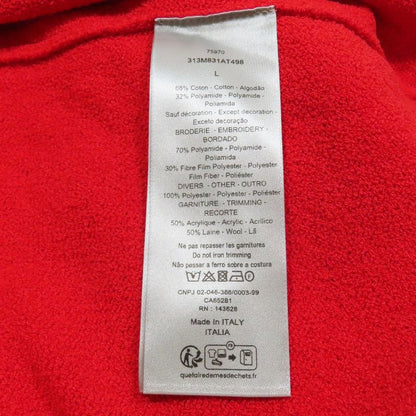 75970
313M631AT498
L
68% Coton - Cotton - Algodão
32% Polyamide - Polyamide -
Poliamida
Sauf décoration - Except decoration -
Exceto decoração
BRODERIE - EMBROIDERY -
BORDADO
70% Polyamide - Polyamide -
Poliamida
30% Fibre Film Polyester - Polyester
Film Fiber - Poliéster
DIVERS - OTHER - OUTRO
100% Polyester - Polyester - Poliéster
GARNITURE - TRIMMING -
RECORTE
50% Acrylique - Acrylic - Acrílico
50% Laine - Wool - Lã
Ne pas repasser les garnitures
Do not iron trimming
Não passar a ferro sobre a costura
CNPJ 02-046-366/0003-99
CA65281
RN : 143628
Made in ITALY
ITALIA
FR
quefairedemesdechets.fr